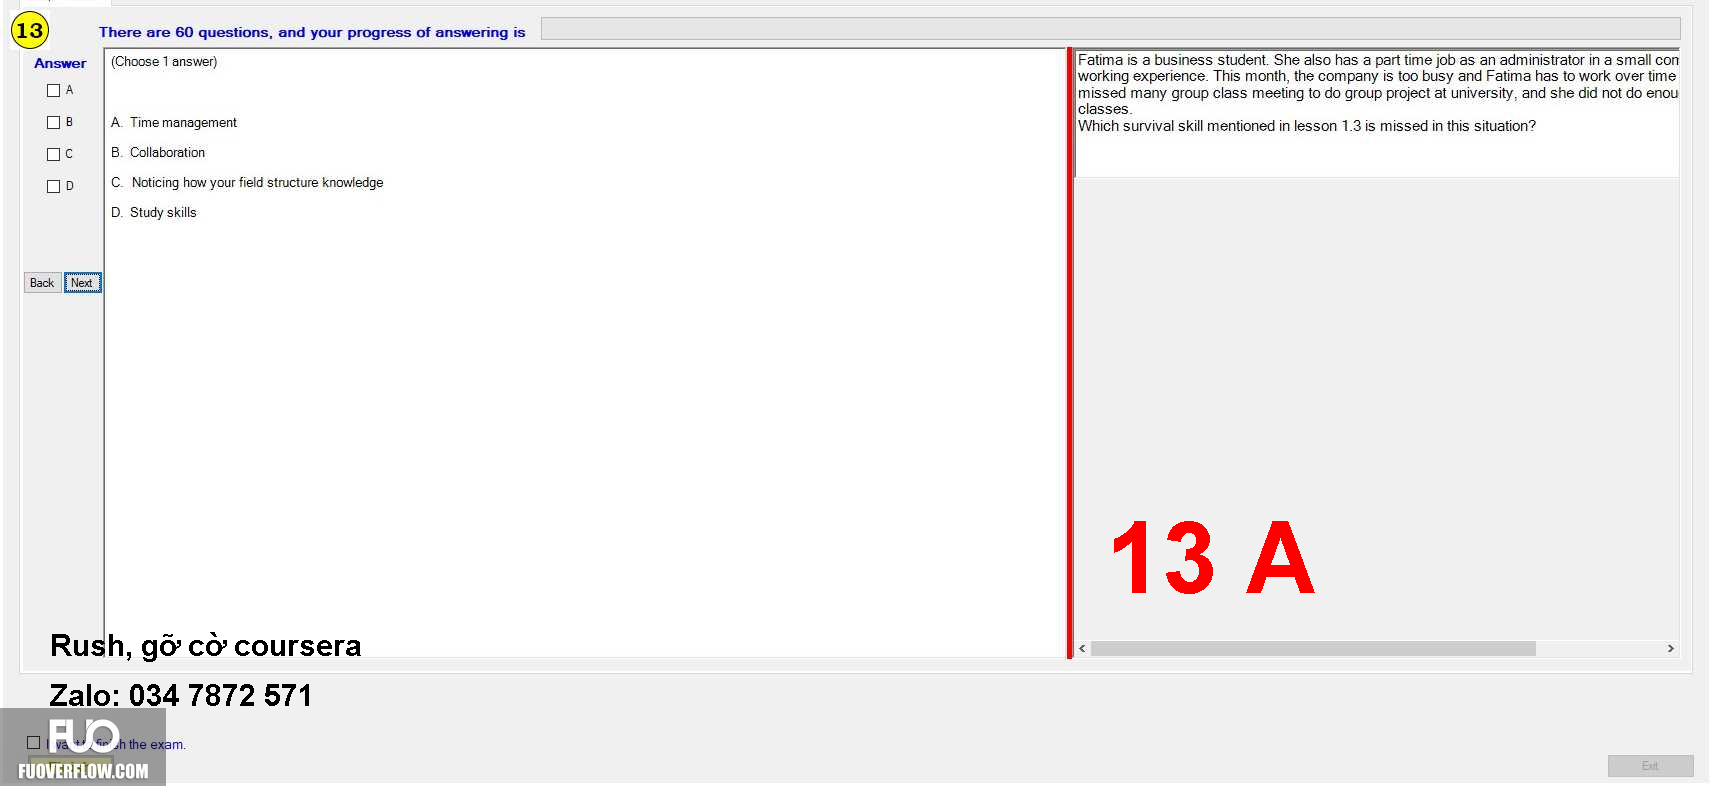 13
There are 60 questions, and your progress of answering is
Answer
A
B
C
D
Back
Next
(Choose 1 answer)
A. Time management
B. Collaboration
C. Noticing how your field structure knowledge
D. Study skills
Fatima is a business student. She also has a part time job as an administrator in a small com
working experience. This month, the company is too busy and Fatima has to work over time
missed many group class meeting to do group project at university, and she did not do enou
classes.
Which survival skill mentioned in lesson 1.3 is missed in this situation?
13 A
Rush, gỡ cờ coursera
Zalo: 034 7872 571
I want to finish the exam.
FUO
FUOVERFLOW.COM
Exit